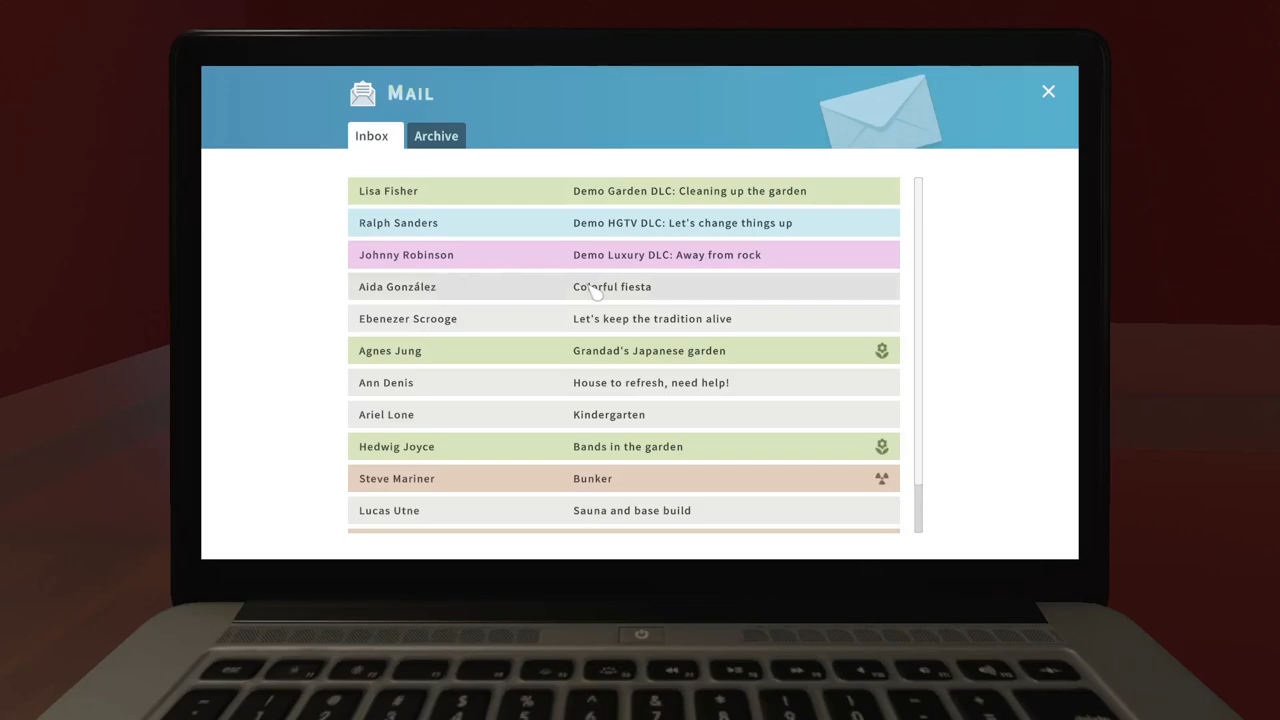 Mail
Inbox Archive
Lisa Fisher Demo Garden DLC: Cleaning up the garden
Ralph Sanders Demo HGTV DLC: Let's change things up
Johnny Robinson Demo Luxury DLC: Away from rock
Aida González Colorful fiesta
Ebenezer Scrooge Let's keep the tradition alive
Agnes Jung Grandad's Japanese garden
Ann Denis House to refresh, need help!
Ariel Lone Kindergarten
Hedwig Joyce Bands in the garden
Steve Mariner Bunker
Lucas Utne Sauna and base build